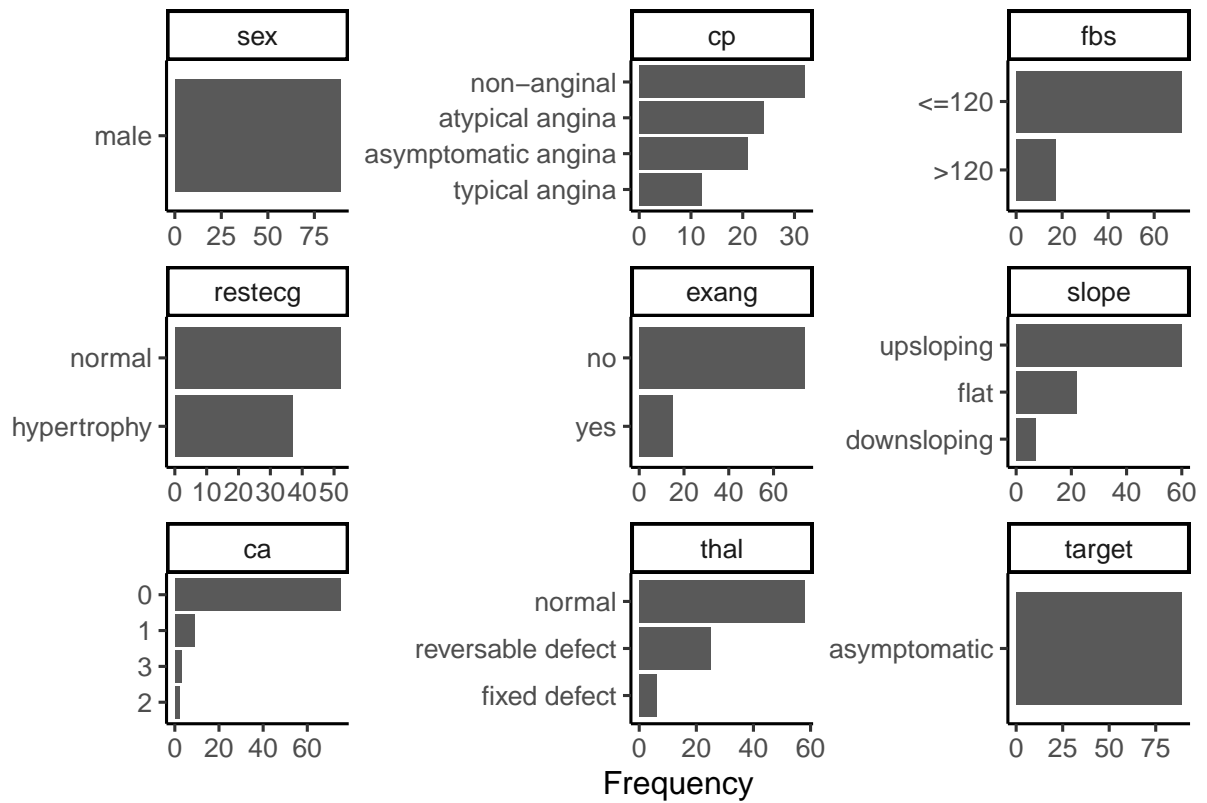 sex
male
0 25 50 75
cp
non−anginal
atypical angina
asymptomatic angina
typical angina
0 10 20 30
fbs
<=120
>120
0 20 40 60
restecg
normal
hypertrophy
0 10 20 30 40 50
exang
no
yes
0 20 40 60
slope
upsloping
flat
downsloping
0 20 40 60
ca
0
1
3
2
0 20 40 60
thal
normal
reversable defect
fixed defect
0 20 40 60
target
asymptomatic
0 25 50 75
Frequency